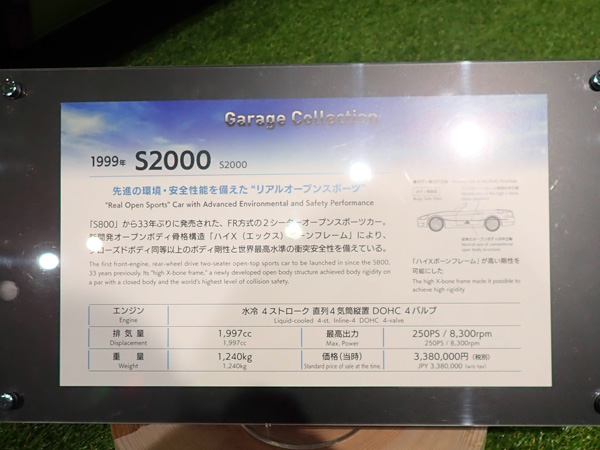 Garage Collection
1999年 S2000 S2000
先進の環境・安全性能を備えた "リアルオープンスポーツ"
"Real Open Sports" Car with Advanced Environmental and Safety Performance
「S800」から33年ぶりに発売された、FR方式の2シーターオープンスポーツカー。
新開発オープンボディ骨格構造「ハイX（エックス）ボーンフレーム」により、
クローズドボディ同等以上のボディ剛性と世界最高水準の衝突安全性を備えている。
The first front-engine, rear-wheel drive two-seater open-top sports car to be launched in since the S800,
33 years previously. Its "high X-bone frame," a newly developed open body structure achieved body rigidity on
a par with a closed body and the world's highest level of collision safety.
「ハイXボーンフレーム」が高い剛性を
可能にした
The high X-bone frame made it possible to
achieve high rigidity
エンジン 水冷 4ストローク 直列4気筒縦置 DOHC 4バルブ
Engine Liquid-cooled 4-st. Inline-4 DOHC 4-valve
排気量 1,997cc 最高出力 250PS / 8,300rpm
Displacement 1,997cc Max, Power 250PS / 8,300rpm
重量 1,240kg 価格(当時) 3,380,000円 (税別)
Weight 1,240kg Standard price of sale at the time. JPY 3,380,000 (w/o tax)